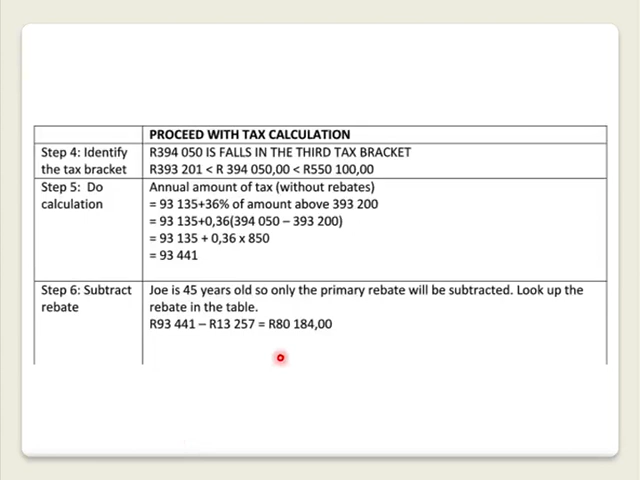 PROCEED WITH TAX CALCULATION
Step 4: Identify
the tax bracket
R394 050 IS FALLS IN THE THIRD TAX BRACKET
R393 201 < R 394 050,00 < R550 100,00
Step 5:  Do
calculation
Annual amount of tax (without rebates)
= 93 135+36% of amount above 393 200
= 93 135+0,36(394 050 – 393 200)
= 93 135 + 0,36 x 850
= 93 441
Step 6: Subtract
rebate
Joe is 45 years old so only the primary rebate will be subtracted. Look up the
rebate in the table.
R93 441 – R13 257 = R80 184,00